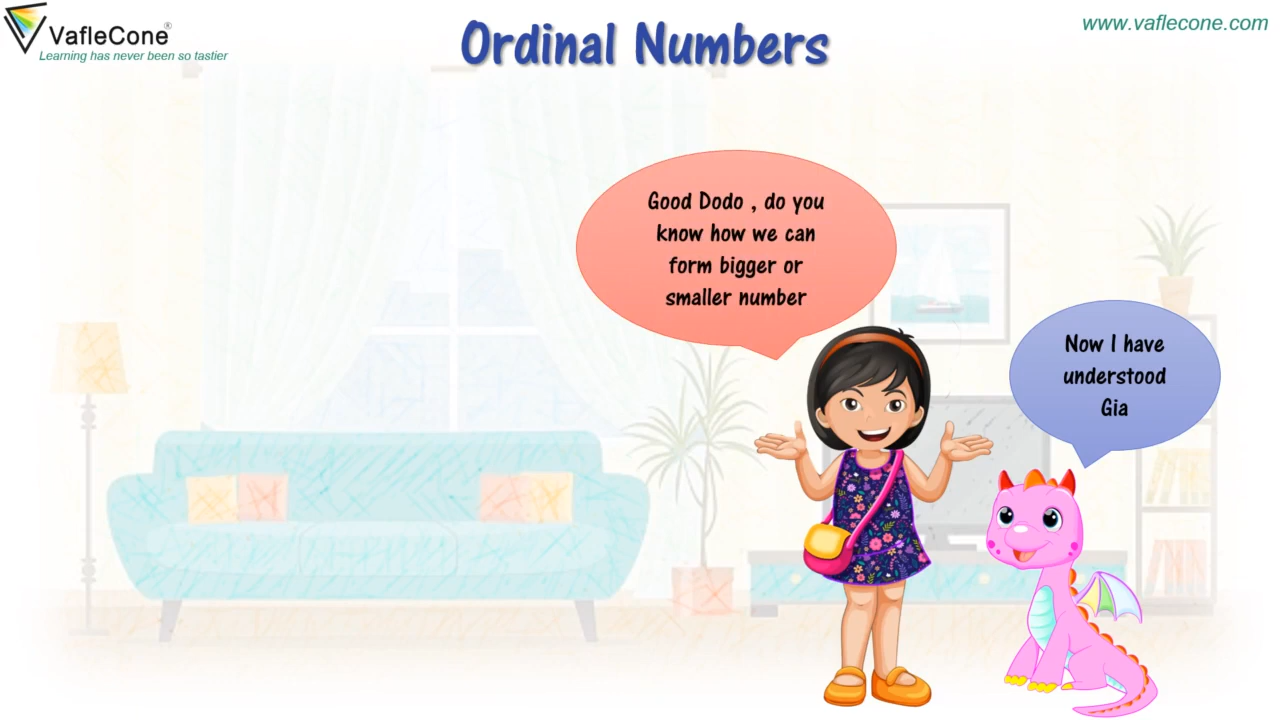 VafleCone®
Learning has never been so tastier
Ordinal Numbers
www.vaflecone.com
Good Dodo , do you
know how we can
form bigger or
smaller number
Now I have
understood
Gia